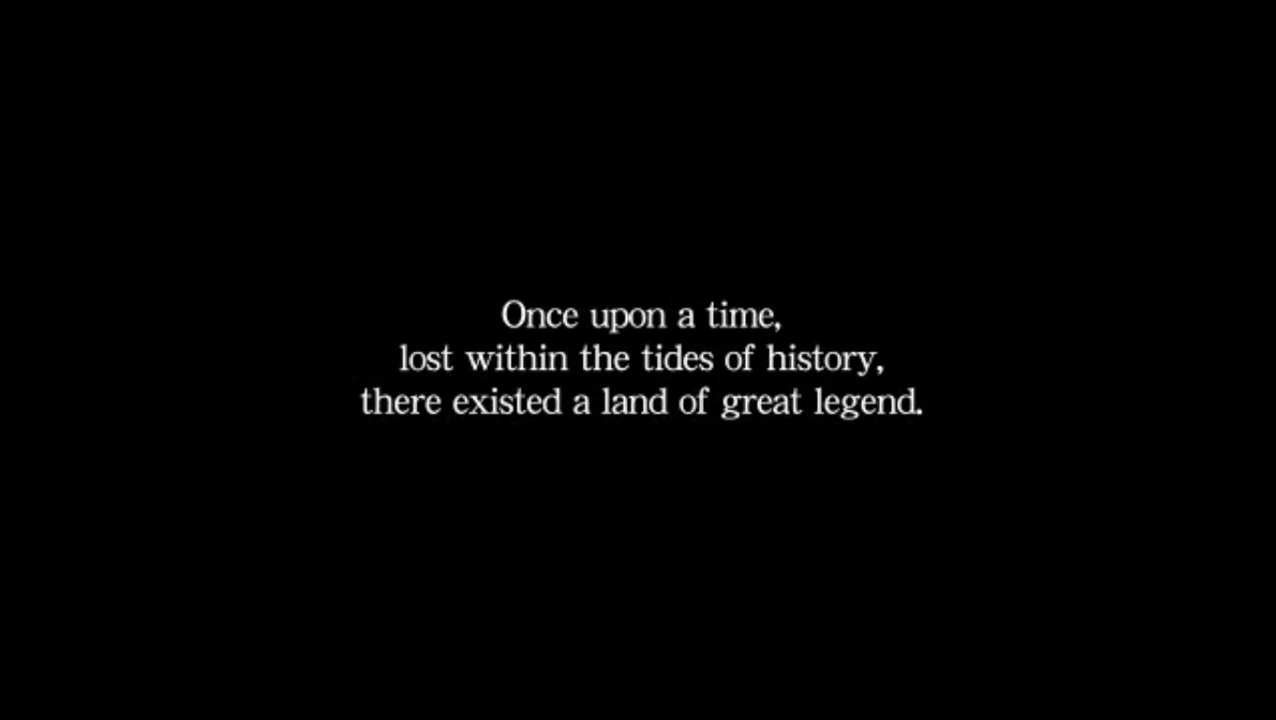 Once upon a time,
lost within the tides of history,
there existed a land of great legend.